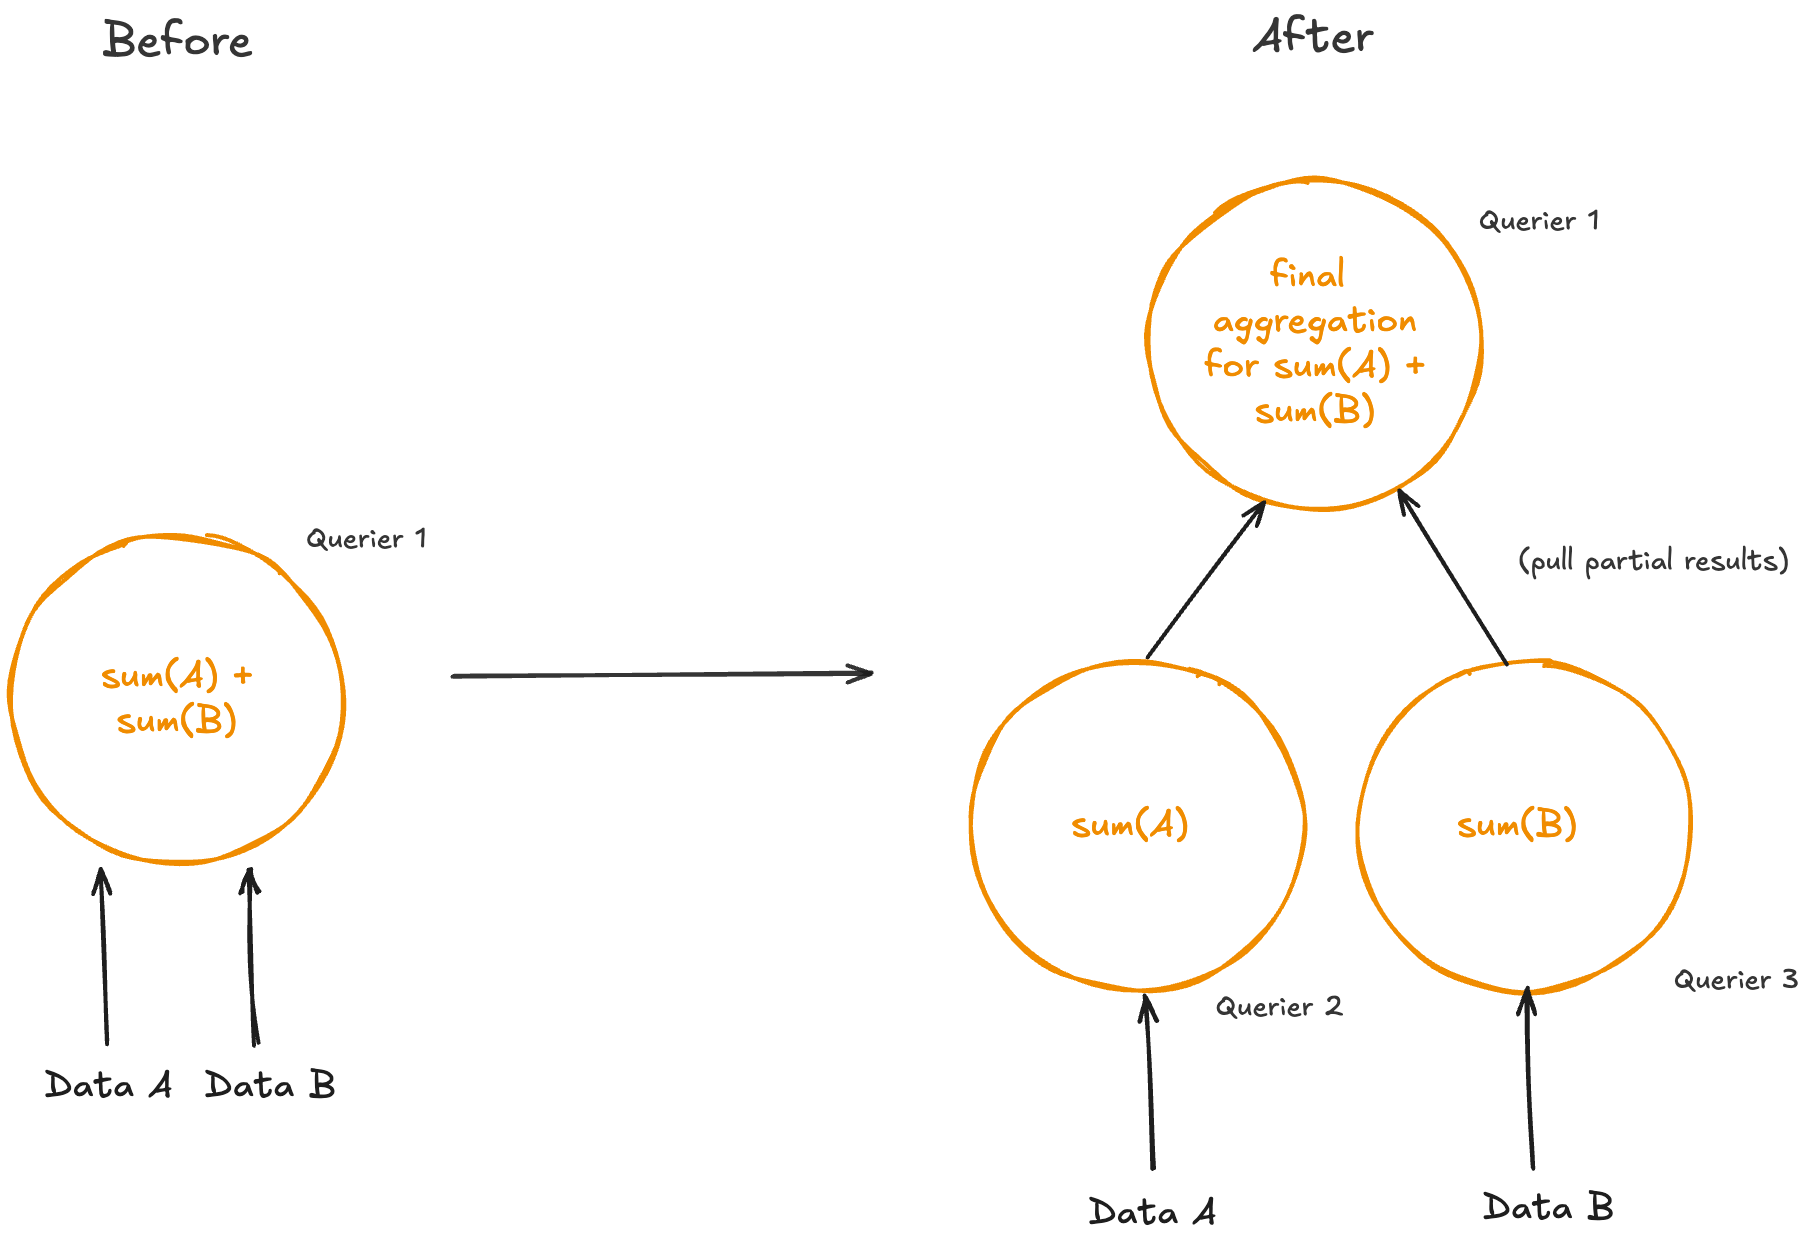 Before
Querier 1
sum(A) +
sum(B)
Data A
Data B
After
Querier 1
final
aggregation
for sum(A) +
sum(B)
(pull partial results)
sum(A)
sum(B)
Querier 2
Querier 3
Data A
Data B